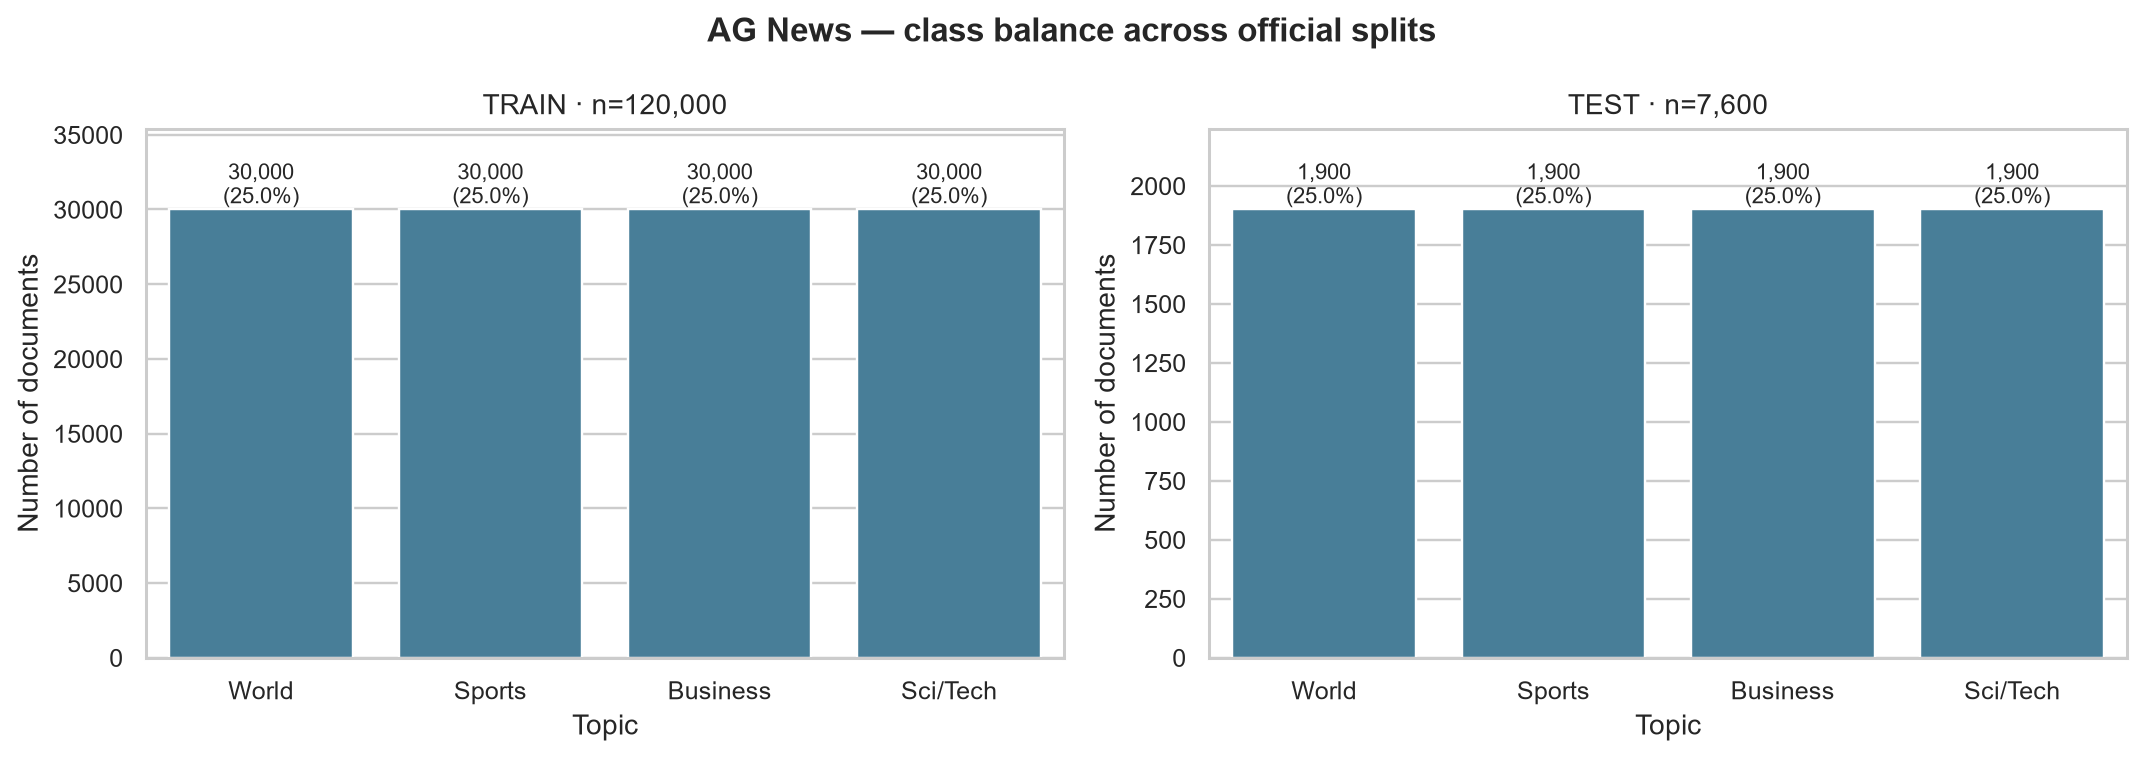 AG News — class balance across official splits
TRAIN · n=120,000
35000
30000
25000
20000
15000
10000
5000
0
Number of documents
30,000
(25.0%)
30,000
(25.0%)
30,000
(25.0%)
30,000
(25.0%)
World
Sports
Business
Sci/Tech
Topic
TEST · n=7,600
2000
1750
1500
1250
1000
750
500
250
0
Number of documents
1,900
(25.0%)
1,900
(25.0%)
1,900
(25.0%)
1,900
(25.0%)
World
Sports
Business
Sci/Tech
Topic